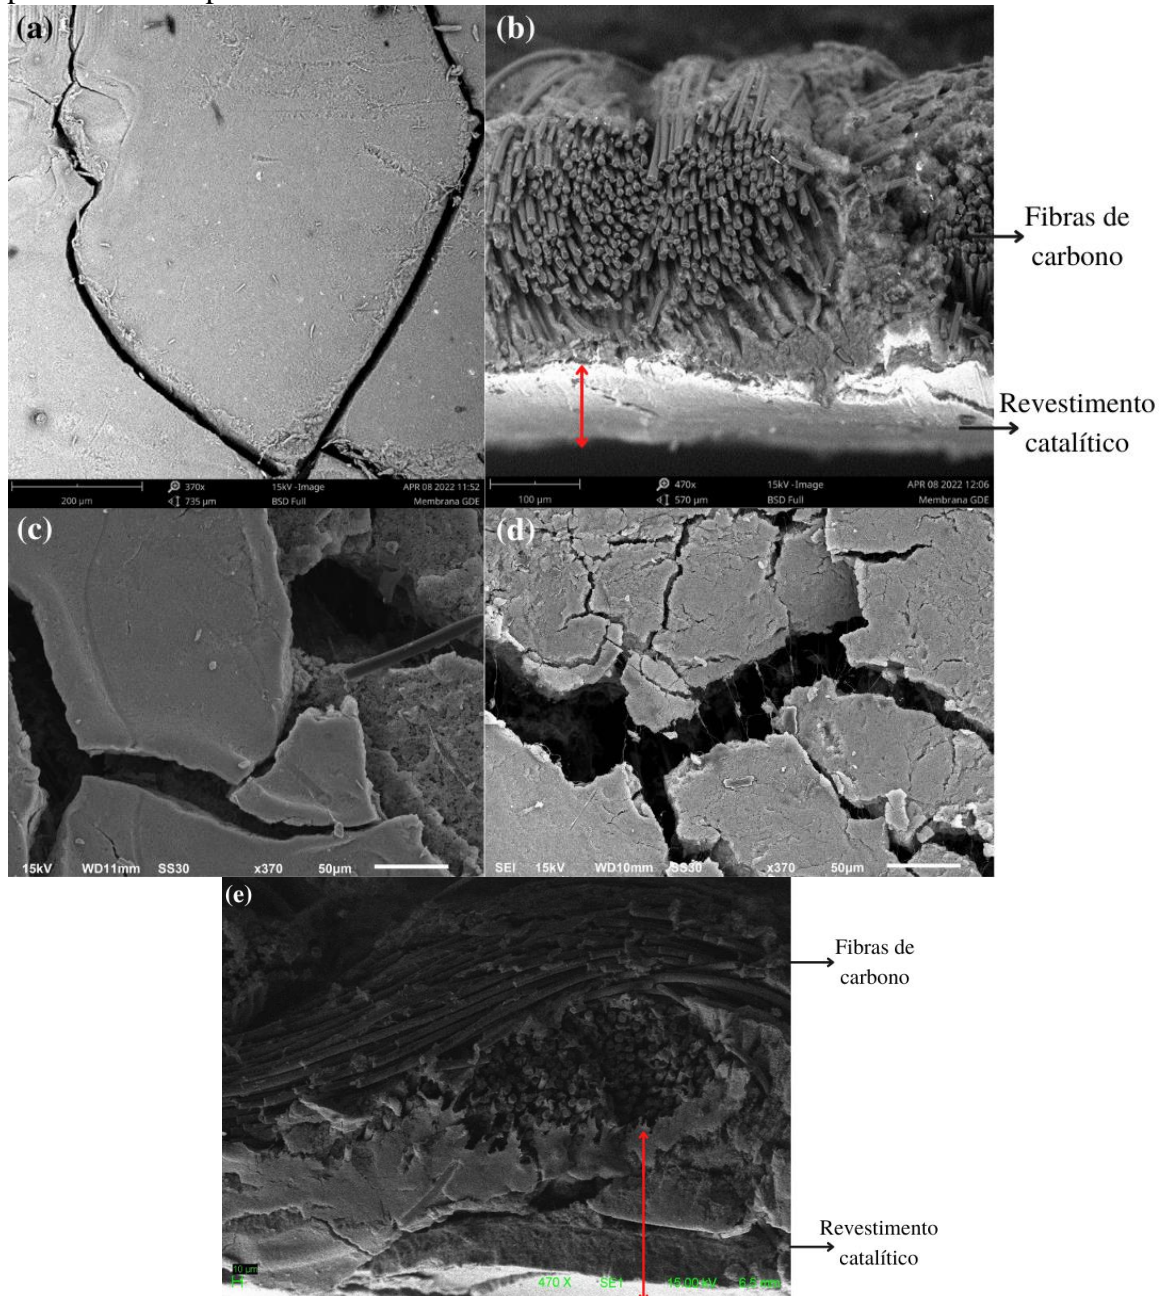 (a)
(b)
Fibras de
carbono
Revestimento
catalítico
200 µm
370x
735 µm
15kV -Image
BSD Full
APR 08 2022 11:52
Membrana GDE
100 µm
470x
570 µm
15kV -Image
BSD Full
APR 08 2022 12:06
Membrana GDE
(c)
(d)
15kV WD11mm SS30 x370 50µm
SEI 15kV WD10mm SS30 x370 50µm
(e)
Fibras de
carbono
Revestimento
catalítico
10 µm
470 X SE1 15.00 kV